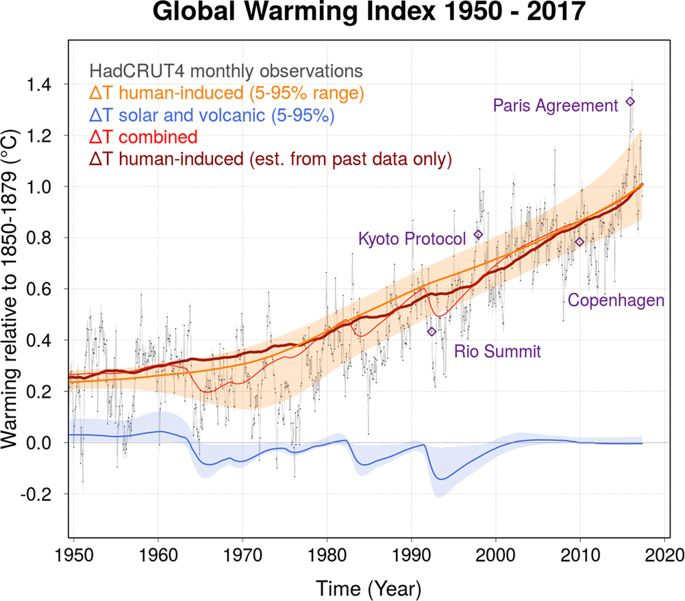 Global Warming Index 1950 - 2017
HadCRUT4 monthly observations
ΔT human-induced (5-95% range)
ΔT solar and volcanic (5-95%)
ΔT combined
ΔT human-induced (est. from past data only)
Paris Agreement
Kyoto Protocol
Copenhagen
Rio Summit
Warming relative to 1850-1879 (°C)
1.4
1.2
1.0
0.8
0.6
0.4
0.2
0.0
-0.2
1950 1960 1970 1980 1990 2000 2010 2020
Time (Year)